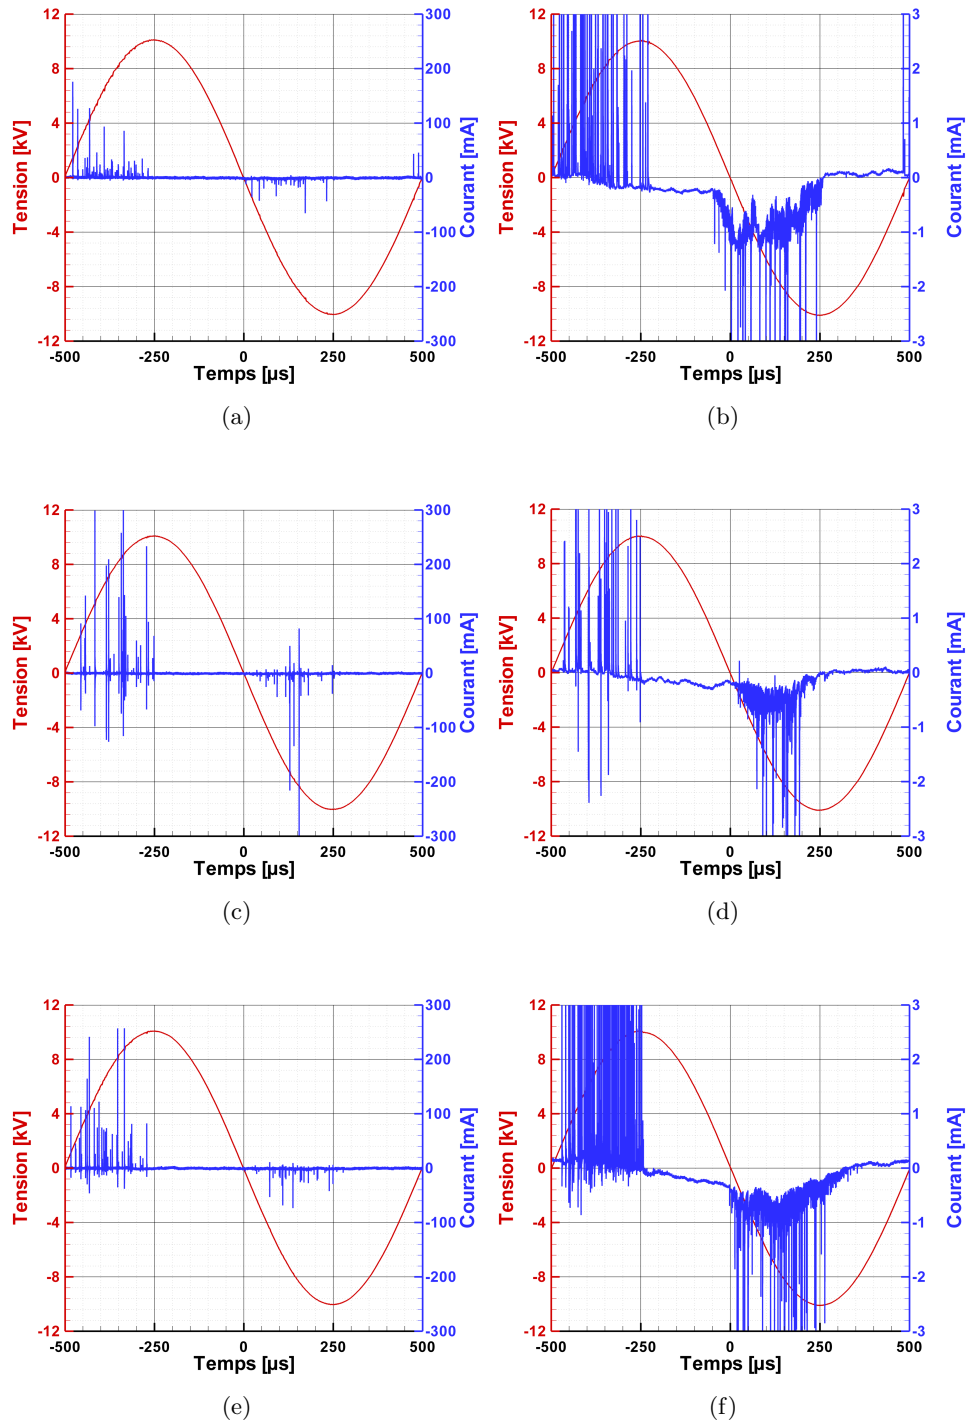 12 300
8 200
4 100
0 0
-4 -100
-8 -200
-12 -300
-500 -250 0 250 500
Tension [kV]
Courant [mA]
Temps [µs]
(a)
12 3
8 2
4 1
0 0
-4 -1
-8 -2
-12 -3
-500 -250 0 250 500
Tension [kV]
Courant [mA]
Temps [µs]
(b)
12 300
8 200
4 100
0 0
-4 -100
-8 -200
-12 -300
-500 -250 0 250 500
Tension [kV]
Courant [mA]
Temps [µs]
(c)
12 3
8 2
4 1
0 0
-4 -1
-8 -2
-12 -3
-500 -250 0 250 500
Tension [kV]
Courant [mA]
Temps [µs]
(d)
12 300
8 200
4 100
0 0
-4 -100
-8 -200
-12 -300
-500 -250 0 250 500
Tension [kV]
Courant [mA]
Temps [µs]
(e)
12 3
8 2
4 1
0 0
-4 -1
-8 -2
-12 -3
-500 -250 0 250 500
Tension [kV]
Courant [mA]
Temps [µs]
(f)